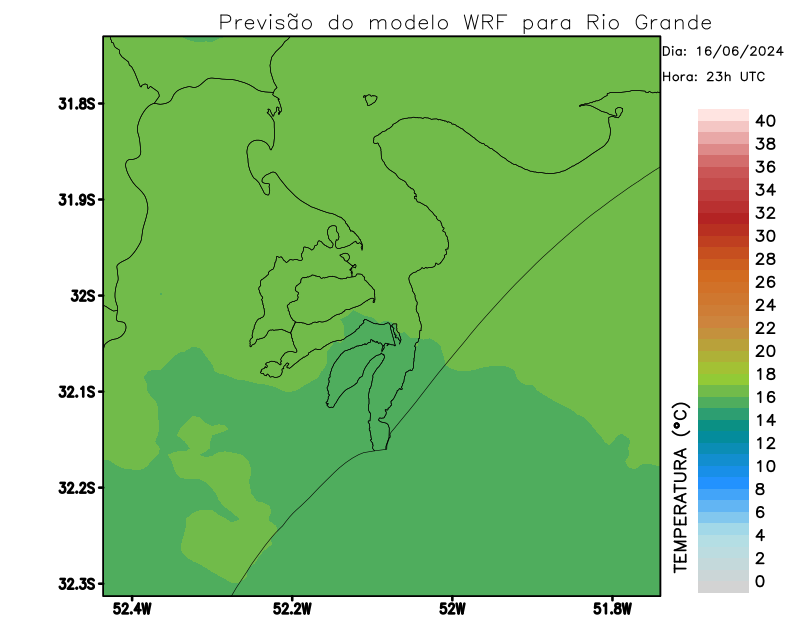 Previsão do modelo WRF para Rio Grande
Dia: 16/06/2024
Hora: 23h UTC
31.8S
31.9S
32S
32.1S
32.2S
32.3S
52.4W
52.2W
52W
51.8W
TEMPERATURA (ºC)
40
38
36
34
32
30
28
26
24
22
20
18
16
14
12
10
8
6
4
2
0